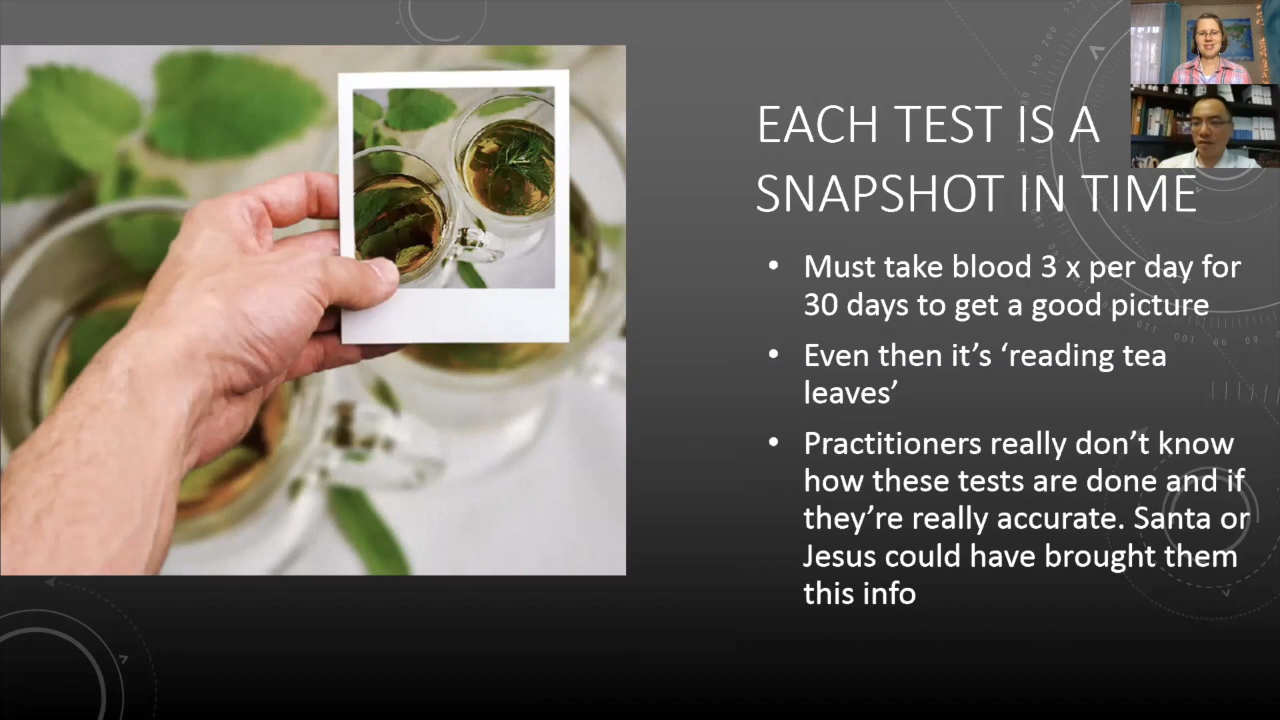 EACH TEST IS A
SNAPSHOT IN TIME
• Must take blood 3 x per day for
30 days to get a good picture
• Even then it's ‘reading tea
leaves’
• Practitioners really don’t know
how these tests are done and if
they’re really accurate. Santa or
Jesus could have brought them
this info